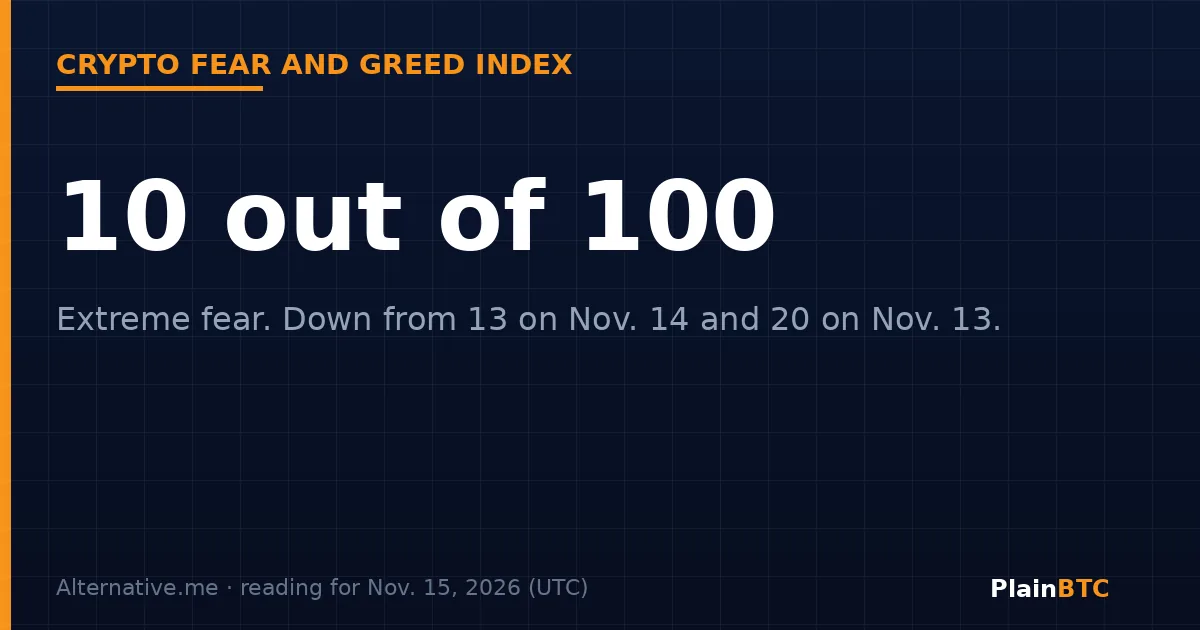 CRYPTO FEAR AND GREED INDEX
10 out of 100
Extreme fear. Down from 13 on Nov. 14 and 20 on Nov. 13.
Alternative.me · reading for Nov. 15, 2026 (UTC)
PlainBTC